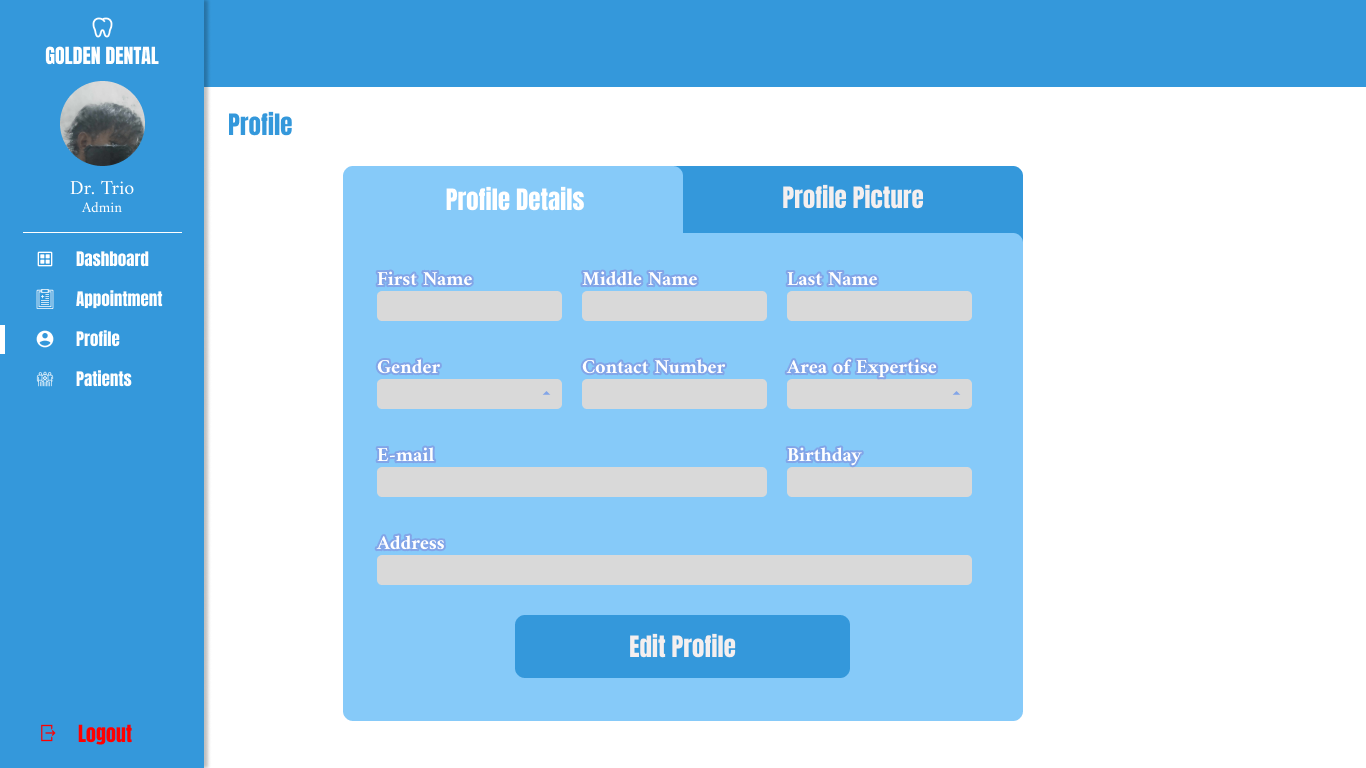 GOLDEN DENTAL
Dr. Trio
Admin
Dashboard
Appointment
Profile
Patients
Logout
Profile
Profile Details
Profile Picture
First Name
Middle Name
Last Name
Gender
Contact Number
Area of Expertise
E-mail
Birthday
Address
Edit Profile